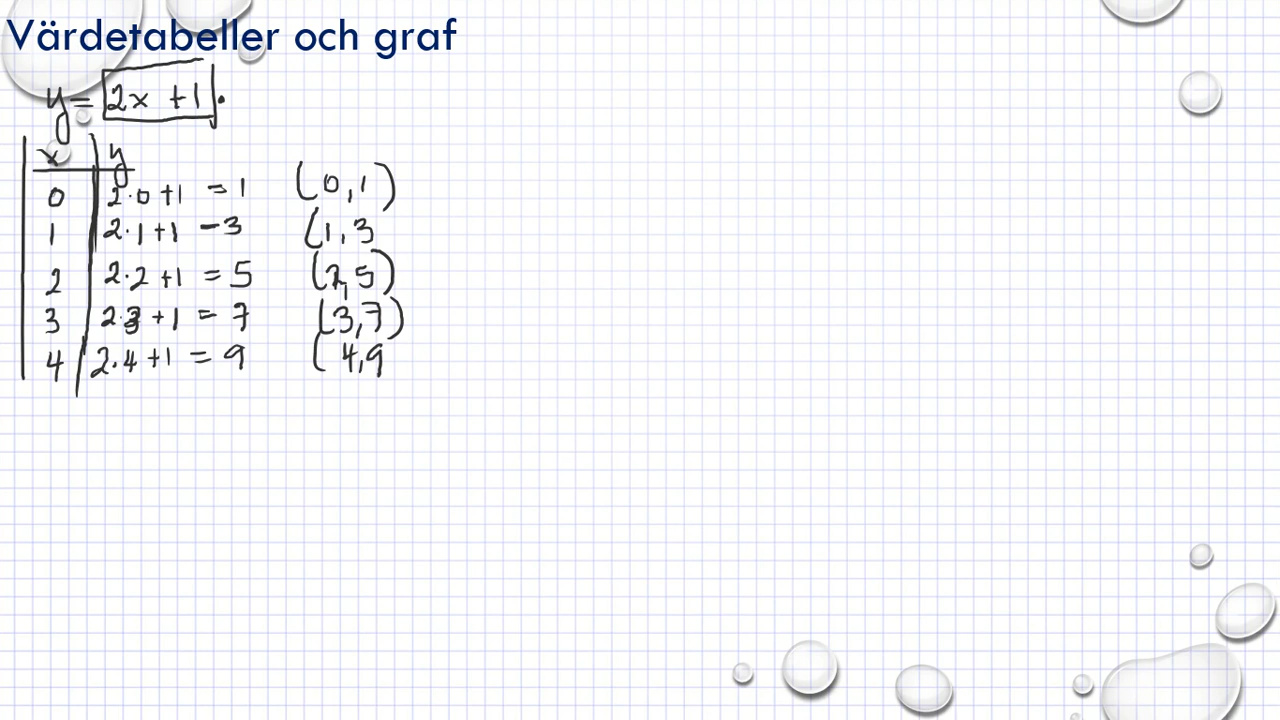 Värdetabeller och graf
y = 2x + 1 .
x y
0 2·0+1 = 1 (0,1)
1 2·1+1 - 3 (1,3
2 2·2+1 = 5 (2,5)
3 2·3+1 = 7 (3,7)
4 2·4+1 = 9 (4,9